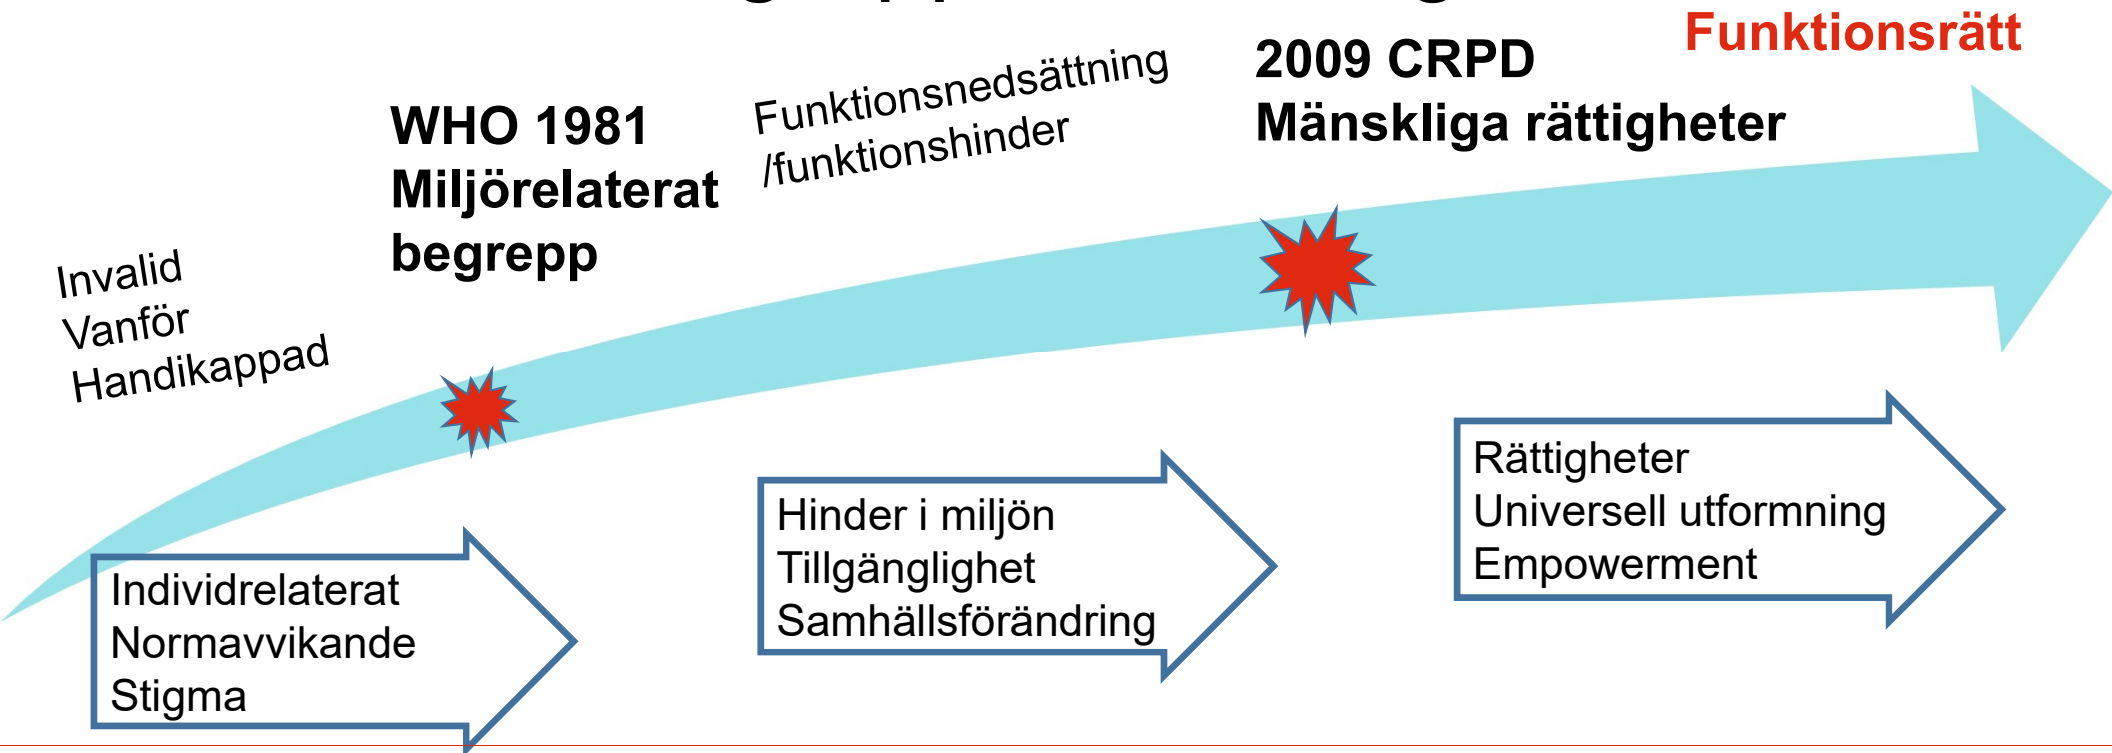 Funktionsrätt
2009 CRPD
Mänskliga rättigheter
Funktionsnedsättning
/funktionshinder
WHO 1981
Miljörelaterat
begrepp
Invalid
Vanför
Handikappad
Individrelaterat
Normavvikande
Stigma
Hinder i miljön
Tillgänglighet
Samhällsförändring
Rättigheter
Universell utformning
Empowerment